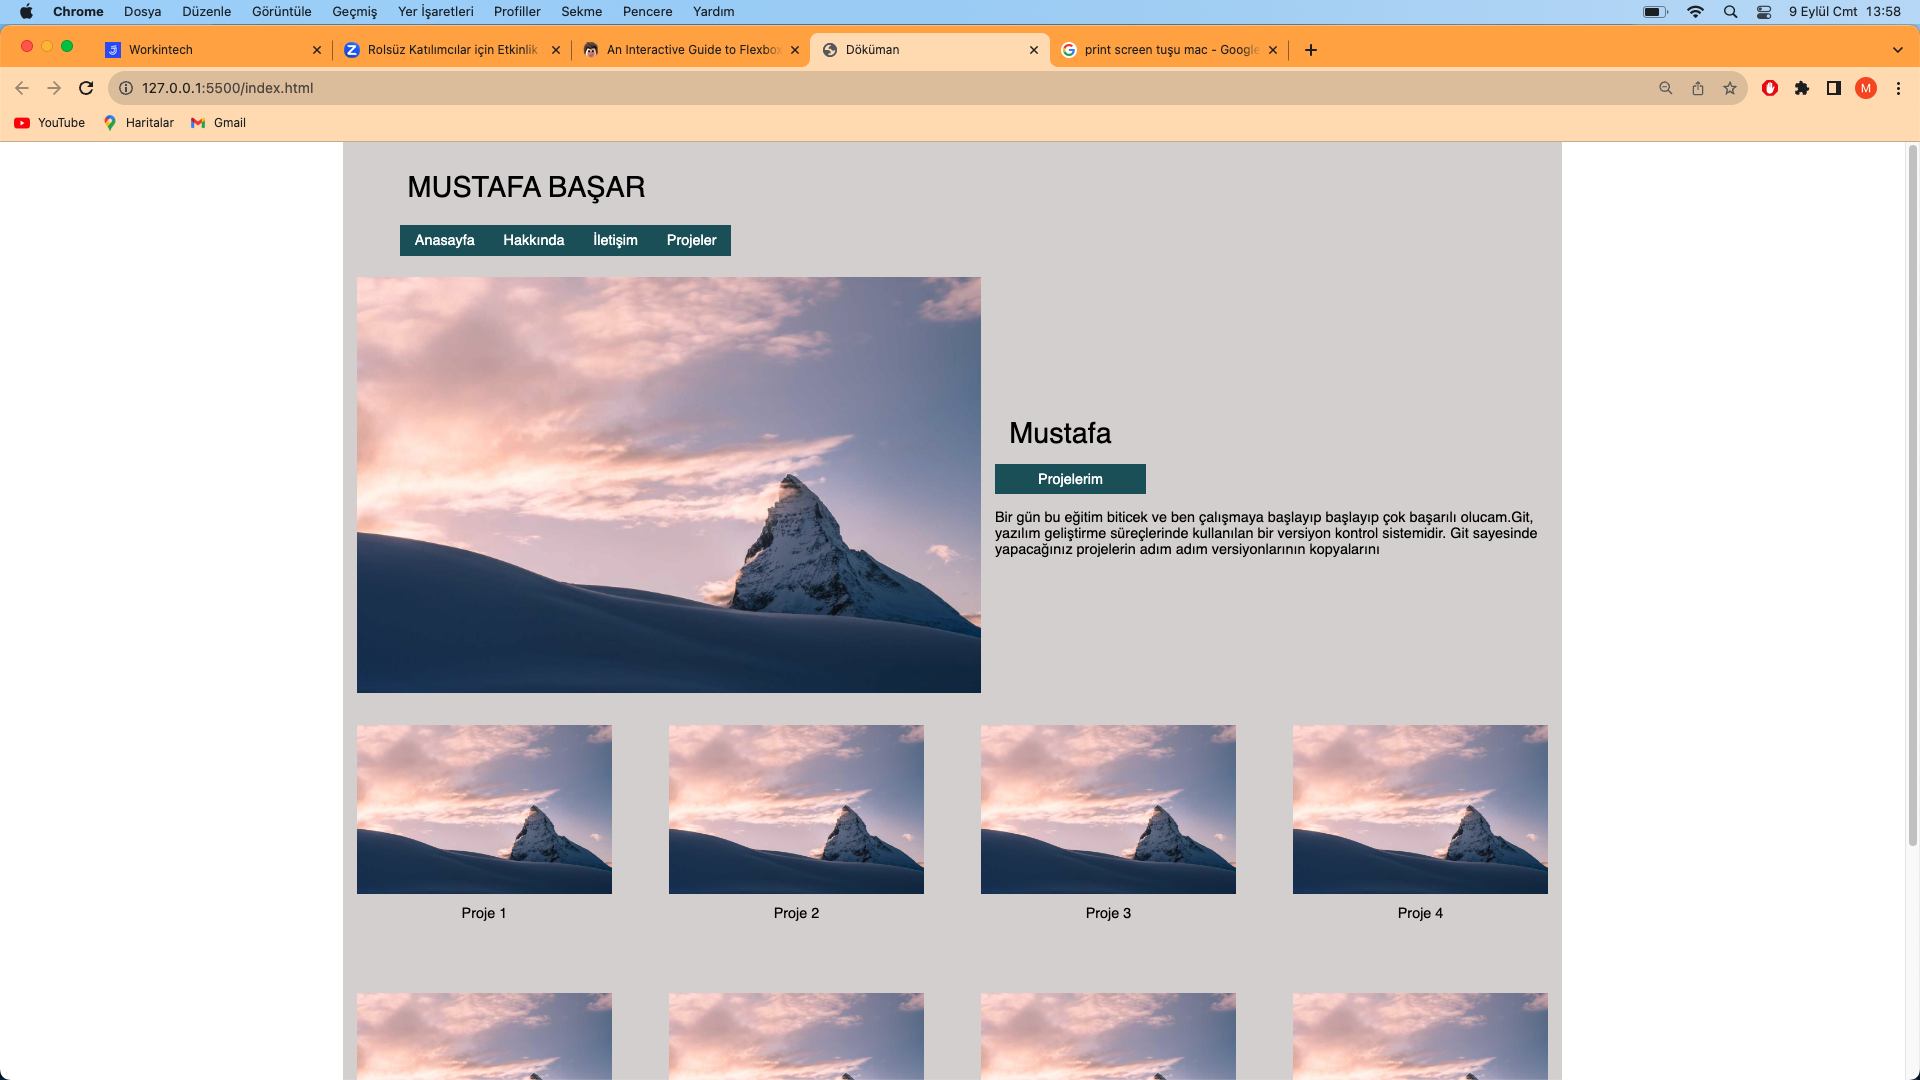 Chrome Dosya Düzenle Görüntüle Geçmiş Yer İşaretleri Profiller Sekme Pencere Yardım 9 Eylül Cmt 13:58
Workintech Rolsüz Katılımcılar için Etkinlik An Interactive Guide to Flexbox Döküman print screen tuşu mac - Google
127.0.0.1:5500/index.html M
YouTube Haritalar Gmail
MUSTAFA BAŞAR
Anasayfa Hakkında İletişim Projeler
Mustafa
Projelerim
Bir gün bu eğitim biticek ve ben çalışmaya başlayıp başlayıp çok başarılı olucam.Git,
yazılım geliştirme süreçlerinde kullanılan bir versiyon kontrol sistemidir. Git sayesinde
yapacağınız projelerin adım adım versiyonlarının kopyalarını
Proje 1 Proje 2 Proje 3 Proje 4